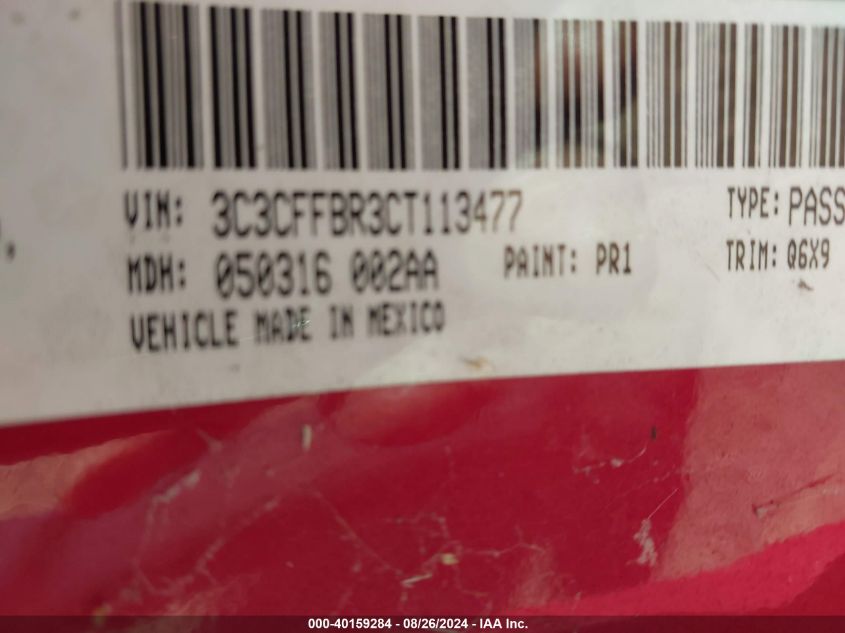 VIN: 3C3CFFBR3CT113477 TYPE: PASS
MDH: 050316 002AA PAINT: PR1 TRIM: Q6X9
VEHICLE MADE IN MEXICO
000-40159284 - 08/26/2024 - IAA Inc.